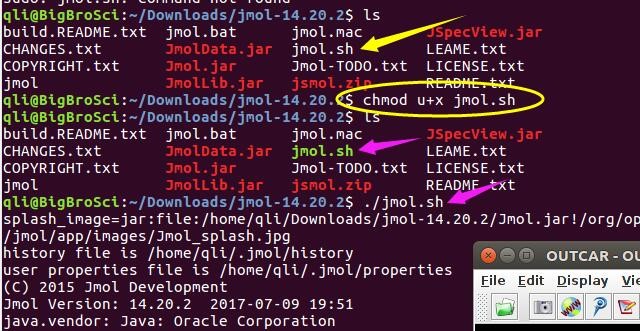 sudo: jmol.sh: command not found
qli@BigBroSci:~/Downloads/jmol-14.20.2$ ls
build.README.txt jmol.bat jmol.mac JSpecView.jar
CHANGES.txt JmolData.jar jmol.sh LEAME.txt
COPYRIGHT.txt Jmol.jar Jmol-TODO.txt LICENSE.txt
jmol JmolLib.jar jsmol.zip README.txt
qli@BigBroSci:~/Downloads/jmol-14.20.2$ chmod u+x jmol.sh
qli@BigBroSci:~/Downloads/jmol-14.20.2$ ls
build.README.txt jmol.bat jmol.mac JSpecView.jar
CHANGES.txt JmolData.jar jmol.sh LEAME.txt
COPYRIGHT.txt Jmol.jar Jmol-TODO.txt LICENSE.txt
jmol JmolLib.jar jsmol.zip README.txt
qli@BigBroSci:~/Downloads/jmol-14.20.2$ ./jmol.sh
splash_image=jar:file:/home/qli/Downloads/jmol-14.20.2/Jmol.jar!/org/op
/jmol/app/images/Jmol_splash.jpg
history file is /home/qli/.jmol/history
user properties file is /home/qli/.jmol/properties
(C) 2015 Jmol Development
Jmol Version: 14.20.2 2017-07-09 19:51
java.vendor: Java: Oracle Corporation
OUTCAR - OUTC
File Edit Display View